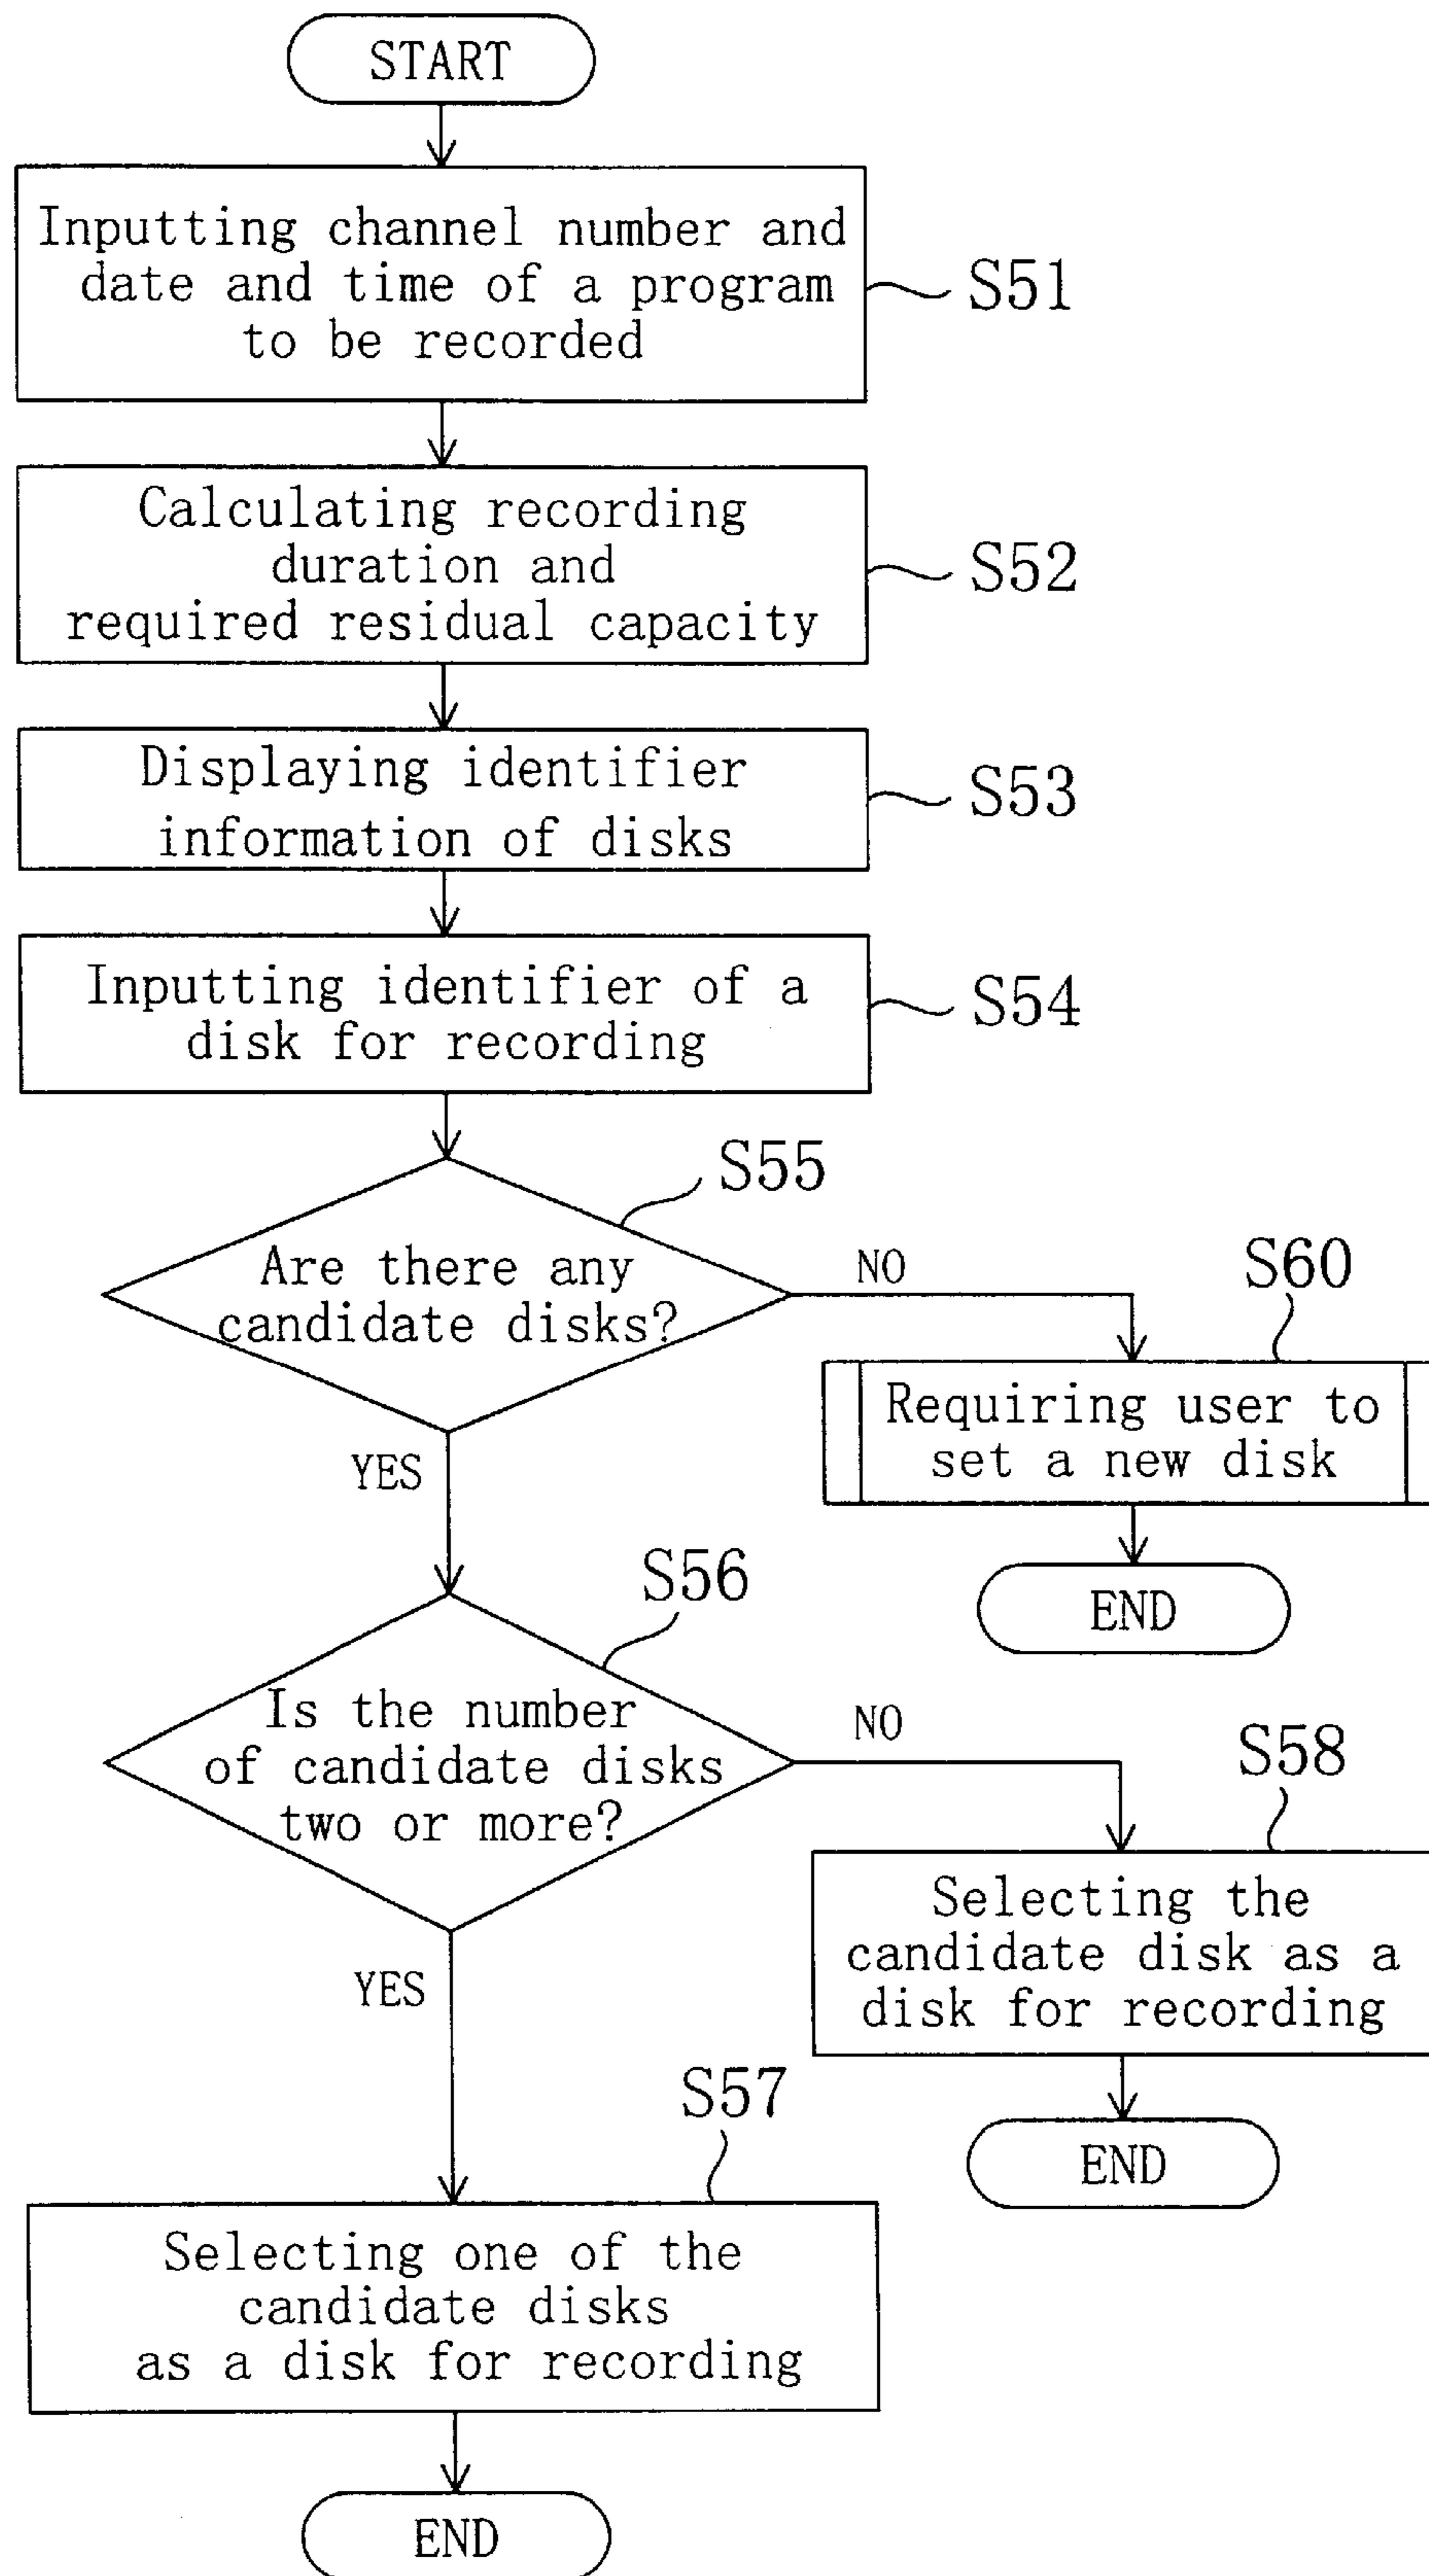 START
Inputting channel number and
date and time of a program
to be recorded
S51
Calculating recording
duration and
required residual capacity
S52
Displaying identifier
information of disks
S53
Inputting identifier of a
disk for recording
S54
S55
Are there any
candidate disks?
NO
YES
S60
Requiring user to
set a new disk
END
S56
Is the number
of candidate disks
two or more?
NO
YES
S58
Selecting the
candidate disk as a
disk for recording
END
S57
Selecting one of the
candidate disks
as a disk for recording
END